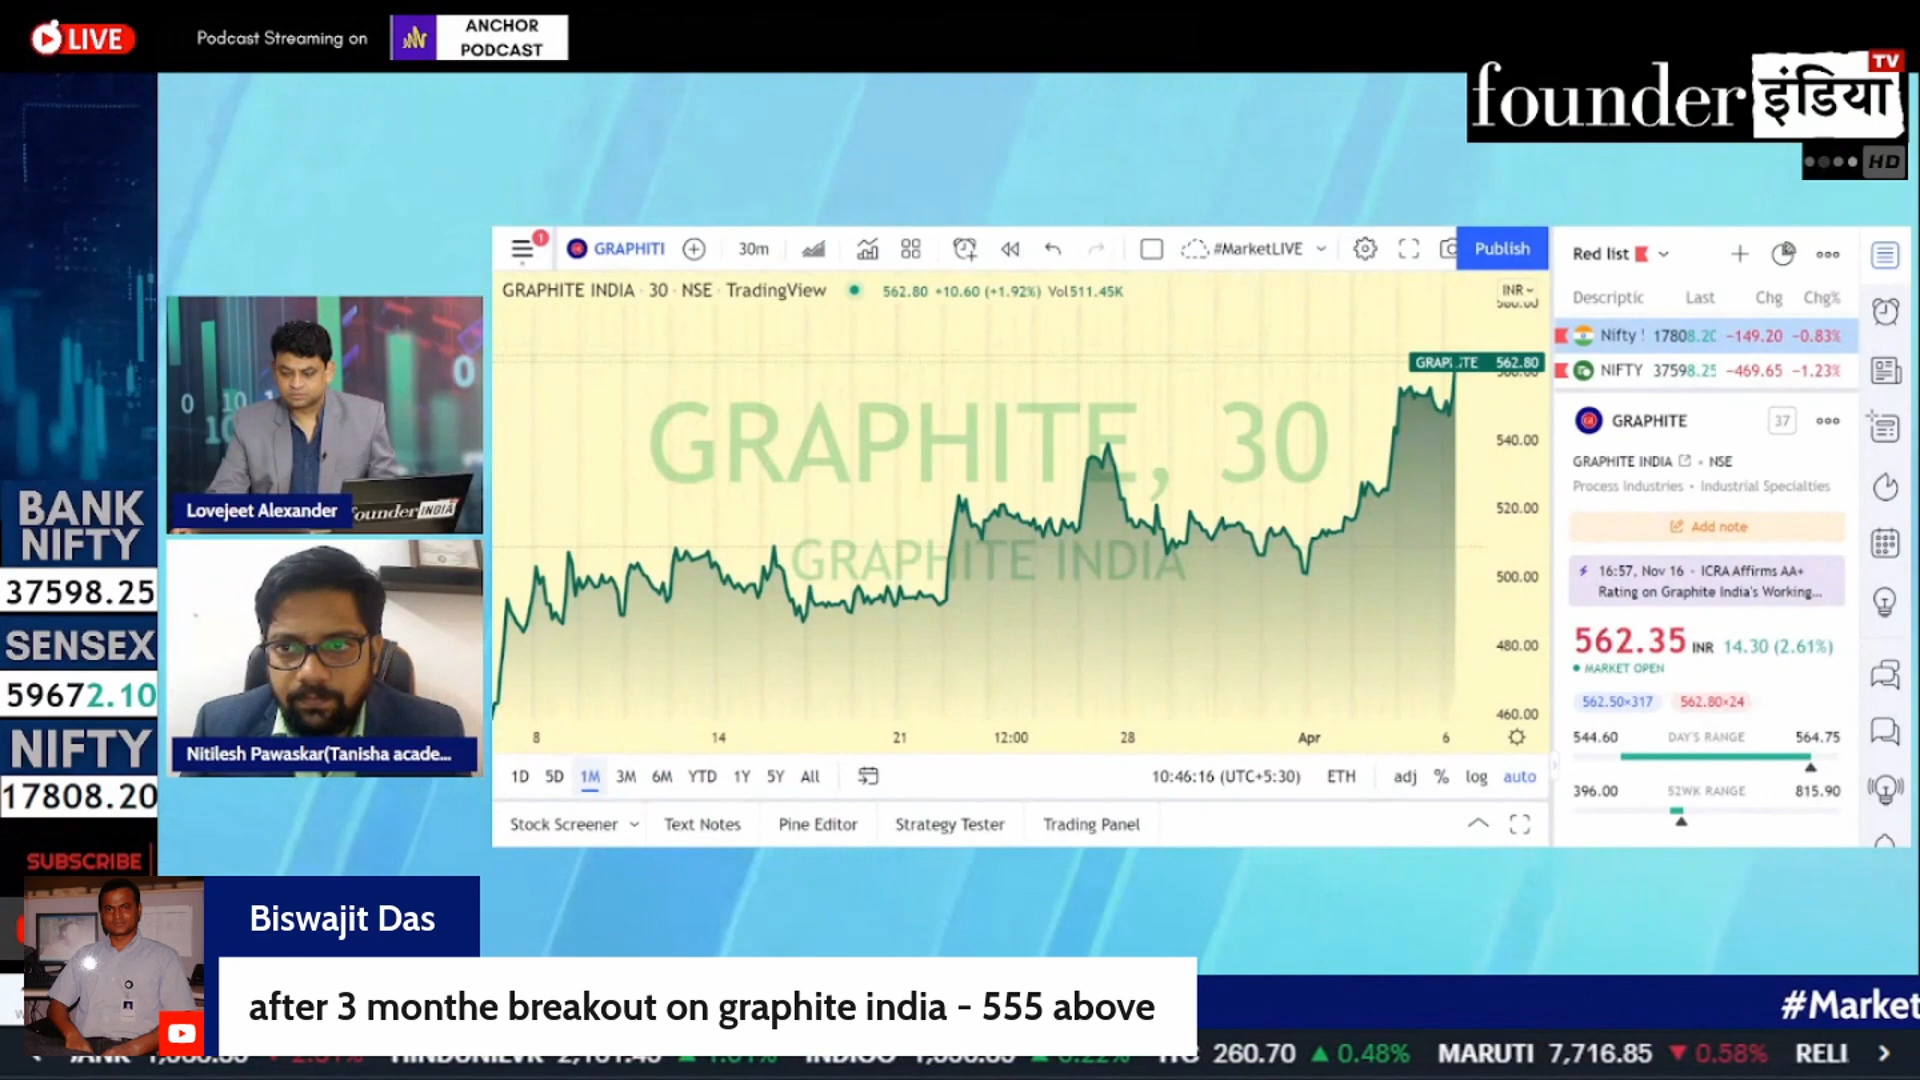 LIVE
Podcast Streaming on
ANCHOR
PODCAST
founder इंडिया TV
HD
BANK
NIFTY
37598.25
SENSEX
59672.10
NIFTY
17808.20
SUBSCRIBE
Lovejeet Alexander
founder INDIA
Nitilesh Pawaskar(Tanisha acade...
1
GRAPHITI
30m
#MarketLIVE
Publish
GRAPHITE INDIA · 30 · NSE · TradingView
562.80 +10.60 (+1.92%) Vol511.45K
INR
GRAPHITE, 30
GRAPHITE INDIA
562.80
540.00
520.00
500.00
480.00
460.00
8 14 21 12:00 28 Apr 6
1D 5D 1M 3M 6M YTD 1Y 5Y All
10:46:16 (UTC+5:30) ETH adj % log auto
Stock Screener Text Notes Pine Editor Strategy Tester Trading Panel
Red list
Descriptic Last Chg Chg%
Nifty 17808.20 −149.20 −0.83%
NIFTY 37598.25 −469.65 −1.23%
GRAPHITE 37
GRAPHITE INDIA • NSE
Process Industries • Industrial Specialties
Add note
16:57, Nov 16 • ICRA Affirms AA+
Rating on Graphite India's Working...
562.35 INR 14.30 (2.61%)
MARKET OPEN
562.50×317 562.80×24
544.60 DAY'S RANGE 564.75
396.00 52WK RANGE 815.90
Biswajit Das
after 3 monthe breakout on graphite india - 555 above
#Market
260.70 ▲ 0.48% MARUTI 7,716.85 ▼ 0.58% RELI